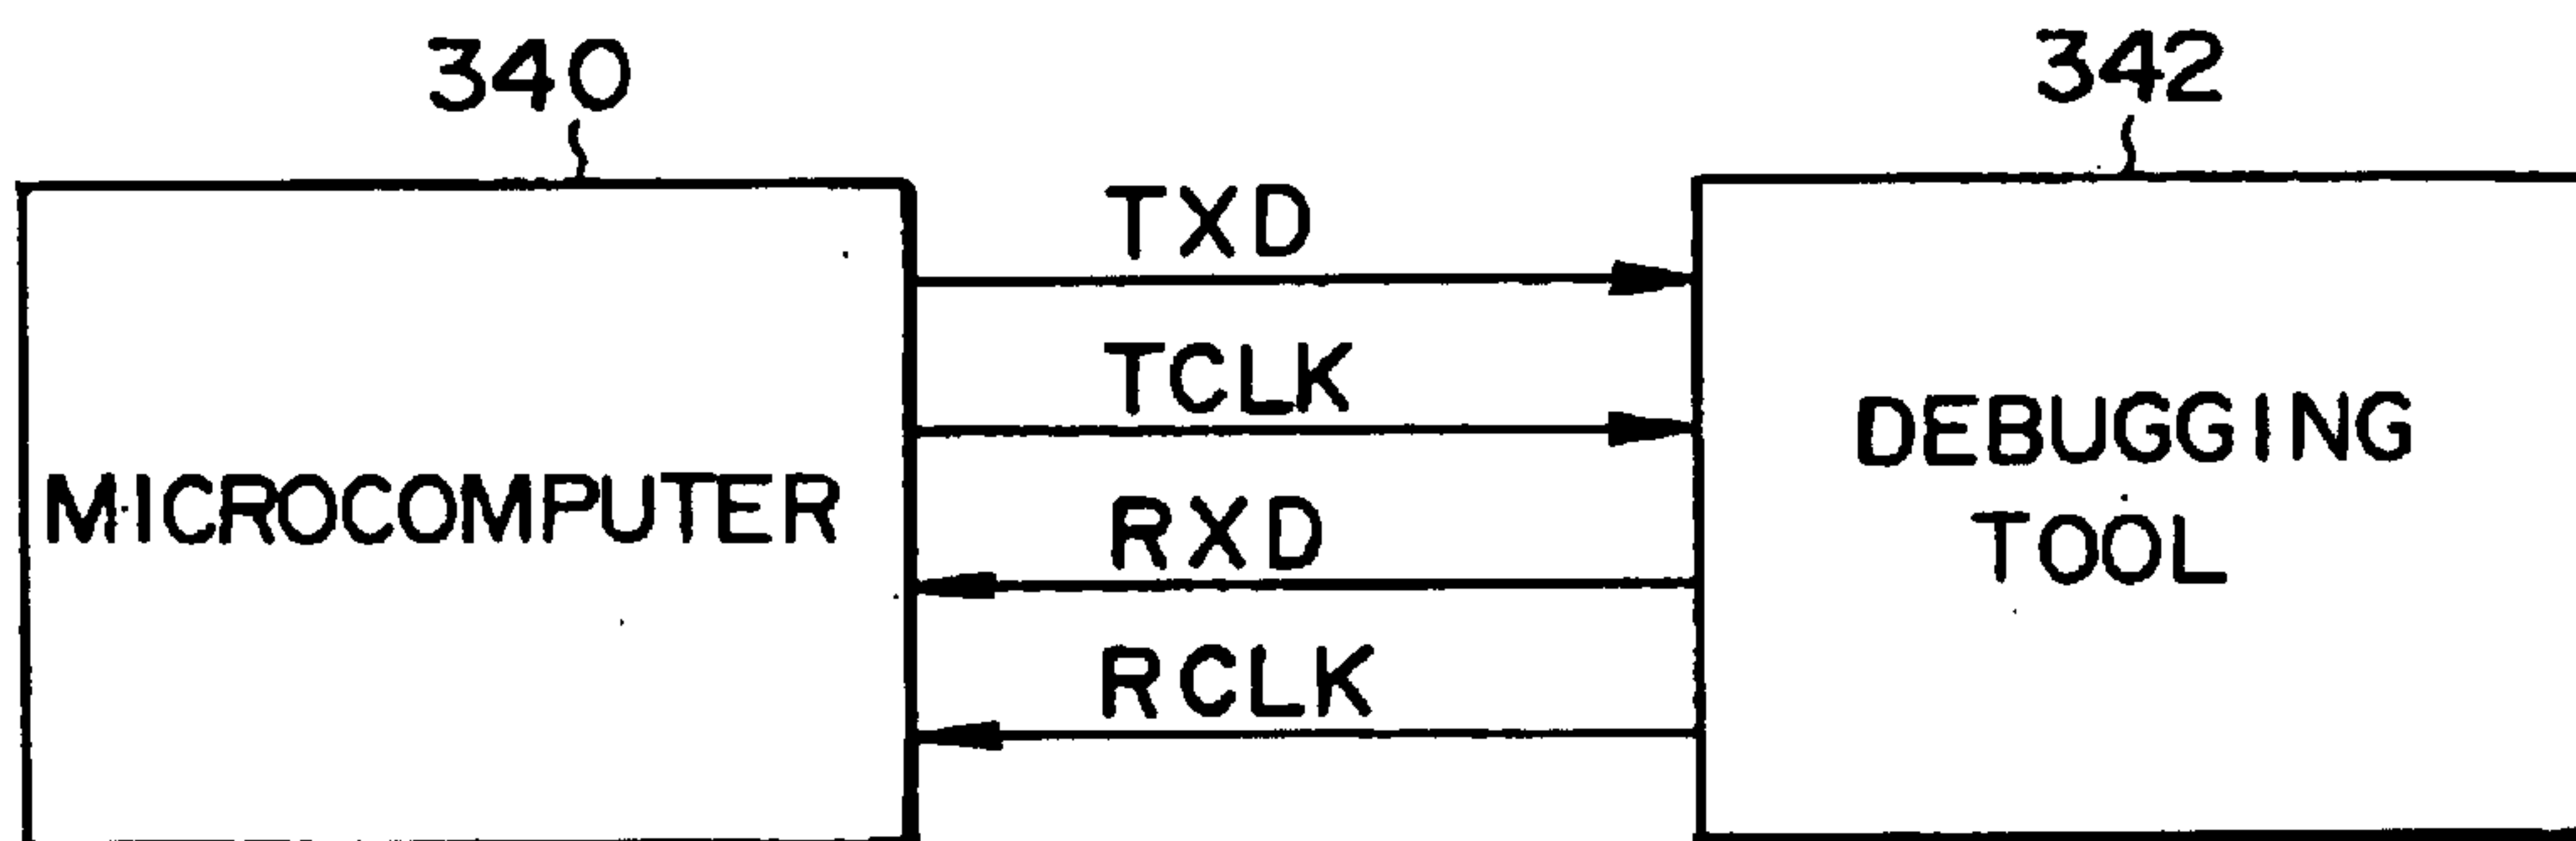 340
342
TXD
TCLK
RXD
RCLK
MICROCOMPUTER
DEBUGGING
TOOL